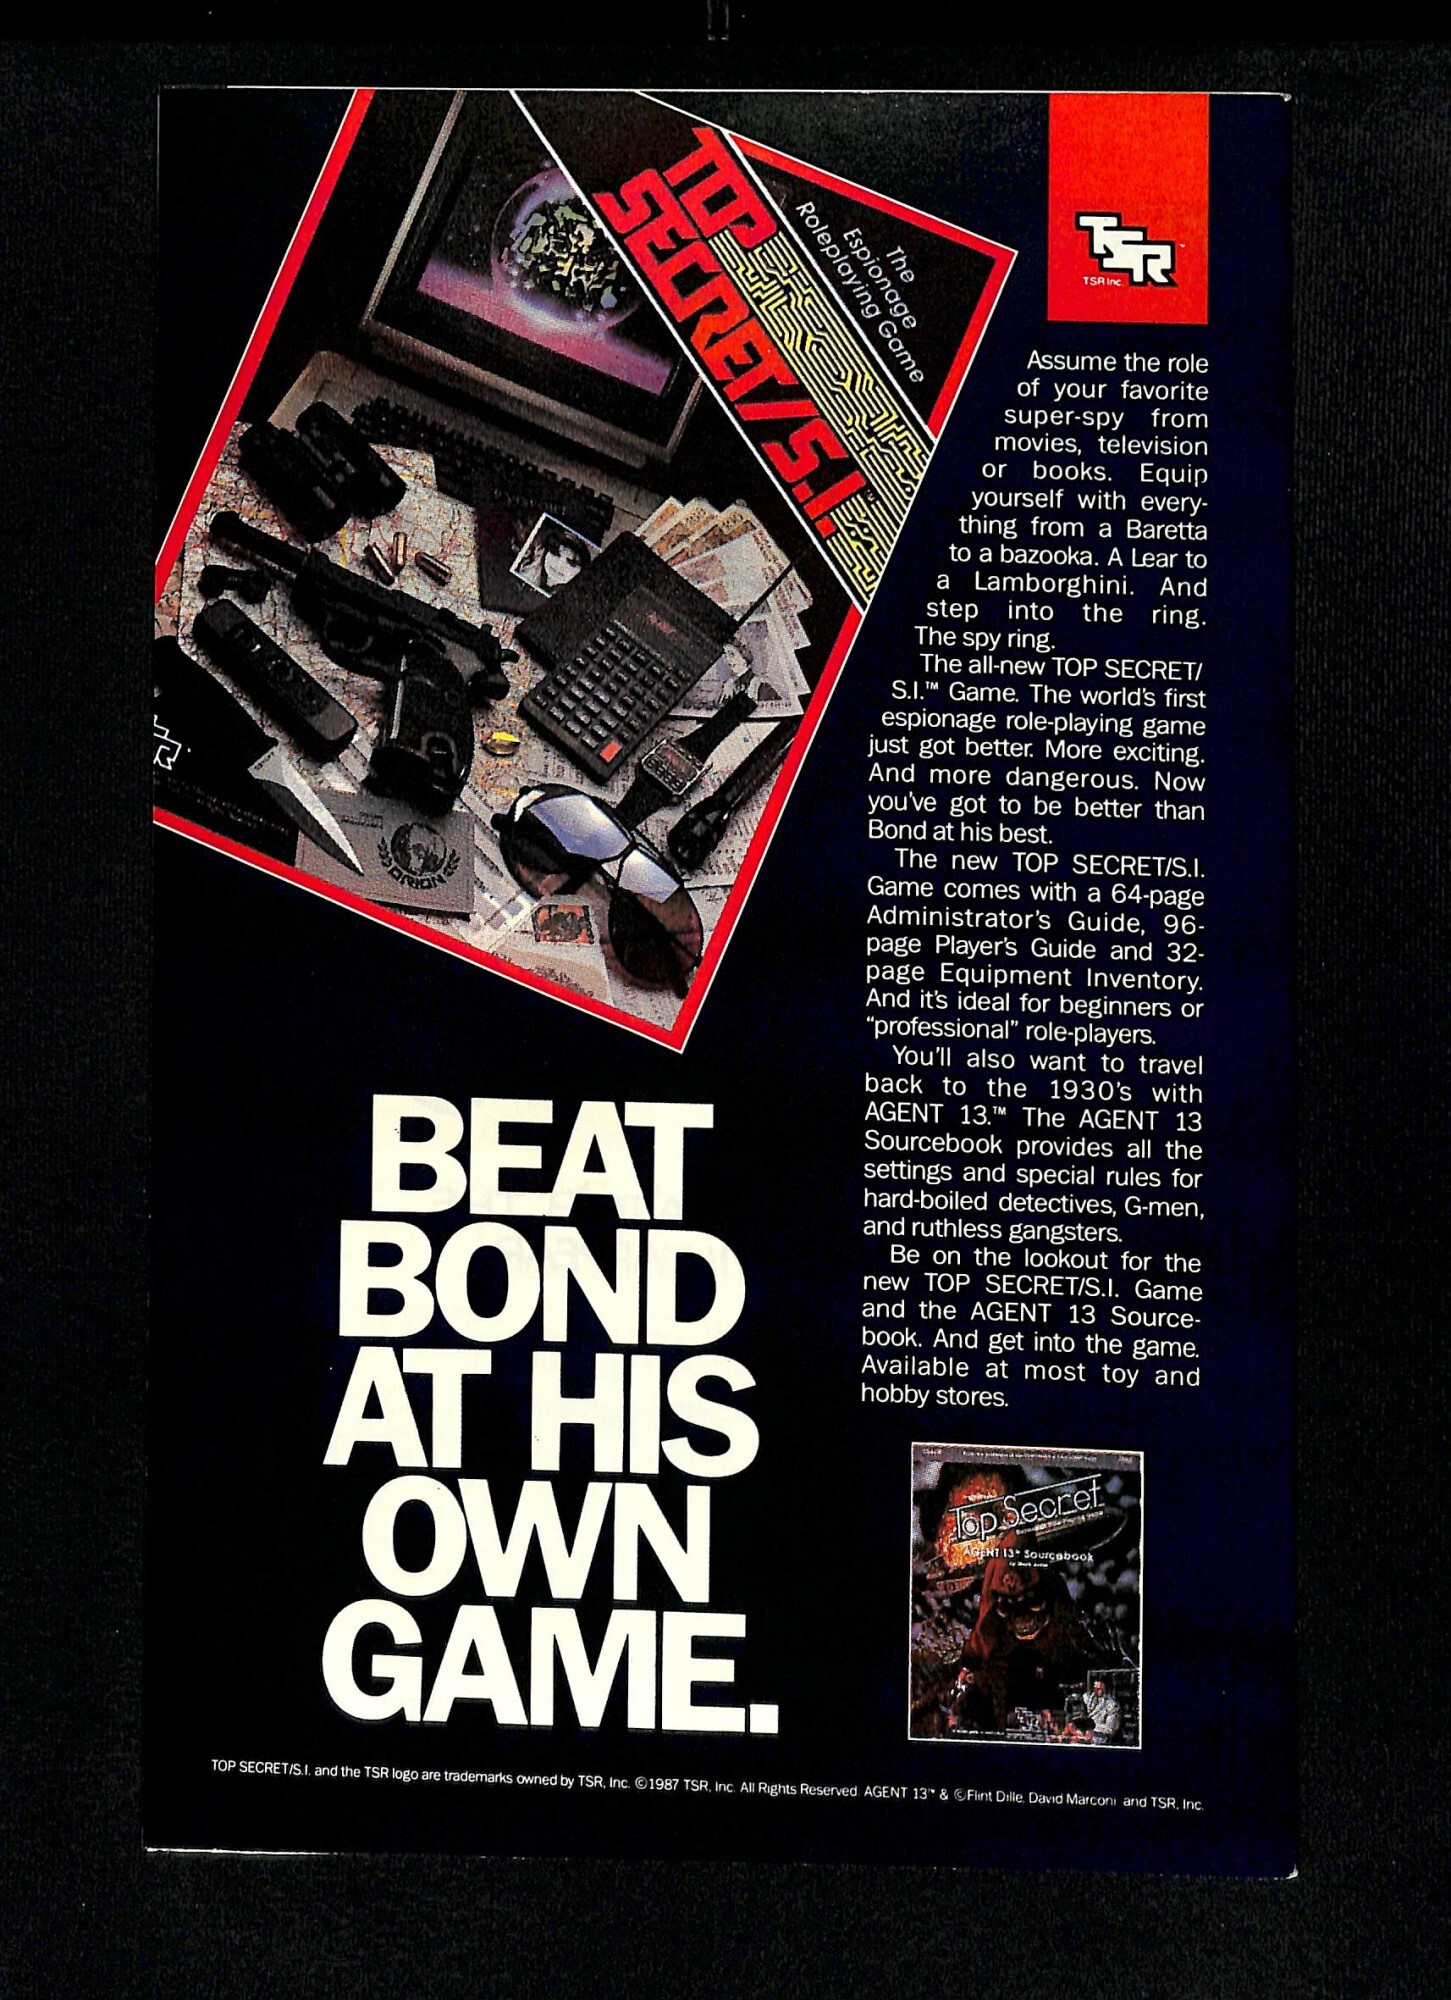 TOP
SECRET/S.I.™
The
Espionage
Roleplaying Game
ORION
TSR™
TSR Inc.
Assume the role
of your favorite
super-spy from
movies, television
or books. Equip
yourself with every-
thing from a Baretta
to a bazooka. A Lear to
a Lamborghini. And
step into the ring.
The spy ring.
The all-new TOP SECRET/
S.I.™ Game. The world's first
espionage role-playing game
just got better. More exciting.
And more dangerous. Now
you've got to be better than
Bond at his best.
The new TOP SECRET/S.I.
Game comes with a 64-page
Administrator's Guide, 96-
page Player's Guide and 32-
page Equipment Inventory.
And it's ideal for beginners or
“professional” role-players.
You'll also want to travel
back to the 1930's with
AGENT 13.™ The AGENT 13
Sourcebook provides all the
settings and special rules for
hard-boiled detectives, G-men,
and ruthless gangsters.
Be on the lookout for the
new TOP SECRET/S.I. Game
and the AGENT 13 Source-
book. And get into the game.
Available at most toy and
hobby stores.
BEAT
BOND
AT HIS
OWN
GAME.
Top Secret
AGENT 13™ Sourcebook
TOP SECRET/S.I. and the TSR logo are trademarks owned by TSR, Inc. ©1987 TSR, Inc. All Rights Reserved. AGENT 13™ & ©Flint Dille, David Marconi and TSR, Inc.